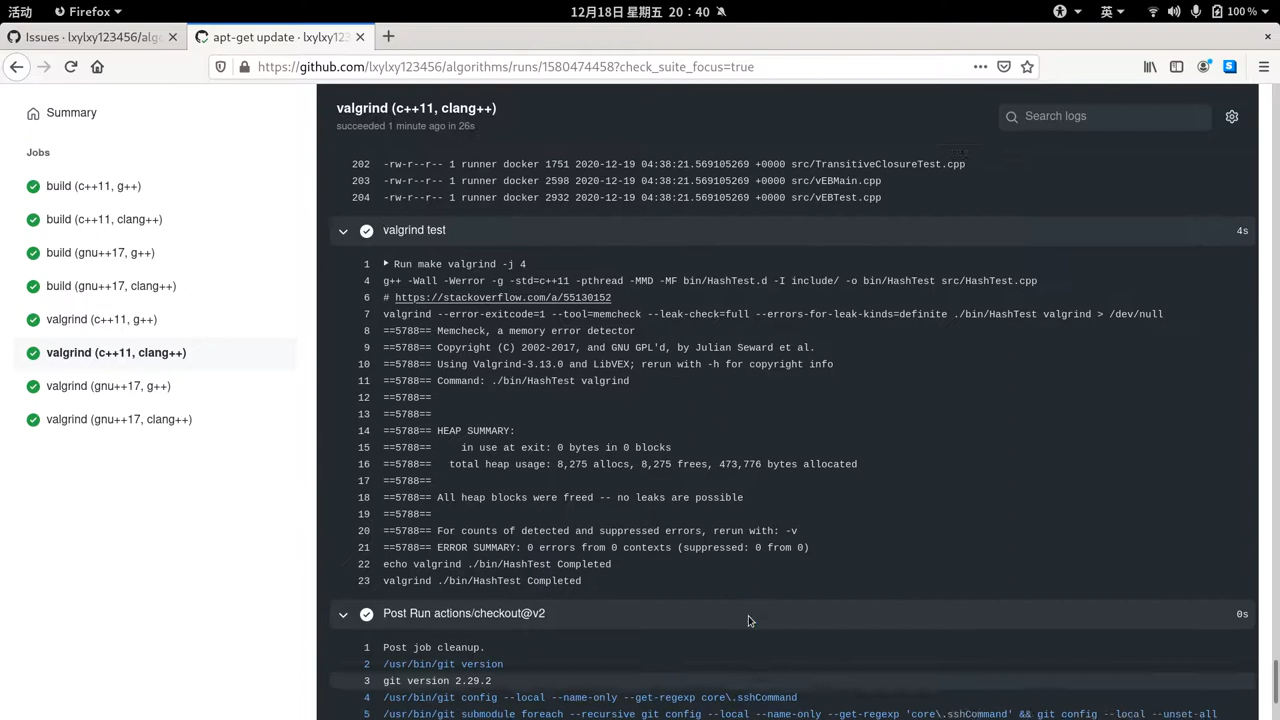 活动 Firefox 12月18日 星期五 20：40 英 100 %
Issues · lxylxy123456/algo apt-get update · lxylxy123
https://github.com/lxylxy123456/algorithms/runs/1580474458?check_suite_focus=true
Summary
Jobs
build (c++11, g++)
build (c++11, clang++)
build (gnu++17, g++)
build (gnu++17, clang++)
valgrind (c++11, g++)
valgrind (c++11, clang++)
valgrind (gnu++17, g++)
valgrind (gnu++17, clang++)
valgrind (c++11, clang++)
succeeded 1 minute ago in 26s
Search logs
202 -rw-r--r-- 1 runner docker 1751 2020-12-19 04:38:21.569105269 +0000 src/TransitiveClosureTest.cpp
203 -rw-r--r-- 1 runner docker 2598 2020-12-19 04:38:21.569105269 +0000 src/vEBMain.cpp
204 -rw-r--r-- 1 runner docker 2932 2020-12-19 04:38:21.569105269 +0000 src/vEBTest.cpp
valgrind test 4s
1 Run make valgrind -j 4
4 g++ -Wall -Werror -g -std=c++11 -pthread -MMD -MF bin/HashTest.d -I include/ -o bin/HashTest src/HashTest.cpp
6 # https://stackoverflow.com/a/55130152
7 valgrind --error-exitcode=1 --tool=memcheck --leak-check=full --errors-for-leak-kinds=definite ./bin/HashTest valgrind > /dev/null
8 ==5788== Memcheck, a memory error detector
9 ==5788== Copyright (C) 2002-2017, and GNU GPL'd, by Julian Seward et al.
10 ==5788== Using Valgrind-3.13.0 and LibVEX; rerun with -h for copyright info
11 ==5788== Command: ./bin/HashTest valgrind
12 ==5788==
13 ==5788==
14 ==5788== HEAP SUMMARY:
15 ==5788== in use at exit: 0 bytes in 0 blocks
16 ==5788== total heap usage: 8,275 allocs, 8,275 frees, 473,776 bytes allocated
17 ==5788==
18 ==5788== All heap blocks were freed -- no leaks are possible
19 ==5788==
20 ==5788== For counts of detected and suppressed errors, rerun with: -v
21 ==5788== ERROR SUMMARY: 0 errors from 0 contexts (suppressed: 0 from 0)
22 echo valgrind ./bin/HashTest Completed
23 valgrind ./bin/HashTest Completed
Post Run actions/checkout@v2 0s
1 Post job cleanup.
2 /usr/bin/git version
3 git version 2.29.2
4 /usr/bin/git config --local --name-only --get-regexp core\.sshCommand
5 /usr/bin/git submodule foreach --recursive git config --local --name-only --get-regexp 'core\.sshCommand' && git config --local --unset-all